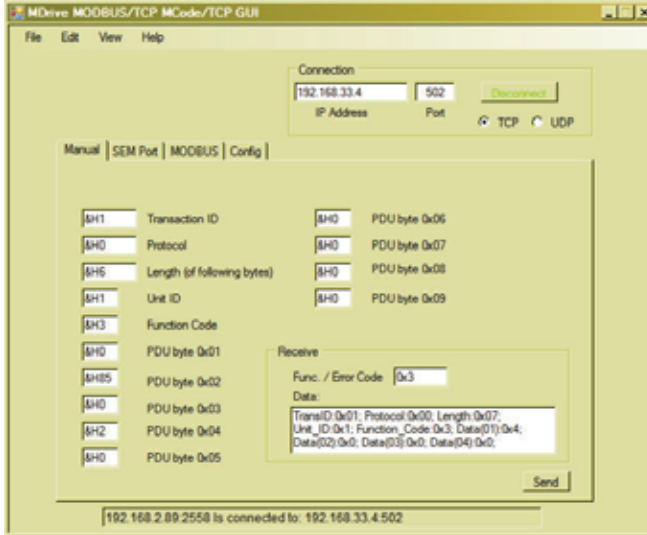 MDrive MODBUS/TCP MCode/TCP GUI
File Edit View Help
Connection
192.168.33.4 502 Disconnect
IP Address Port
TCP UDP
Manual SEM Port MODBUS Config
&H1 Transaction ID &H0 PDU byte 0x06
&H0 Protocol &H0 PDU byte 0x07
&H6 Length (of following bytes) &H0 PDU byte 0x08
&H1 Unit ID &H0 PDU byte 0x09
&H3 Function Code
&H0 PDU byte 0x01
&H85 PDU byte 0x02
&H0 PDU byte 0x03
&H2 PDU byte 0x04
&H0 PDU byte 0x05
Receive
Func. / Error Code 0x3
Data:
TransID:0x01; Protocol:0x00; Length:0x07;
Unit_ID:0x1; Function_Code:0x3; Data(01):0x4;
Data(02):0x0; Data(03):0x0; Data(04):0x0;
Send
192.168.2.89:2558 Is connected to: 192.168.33.4:502